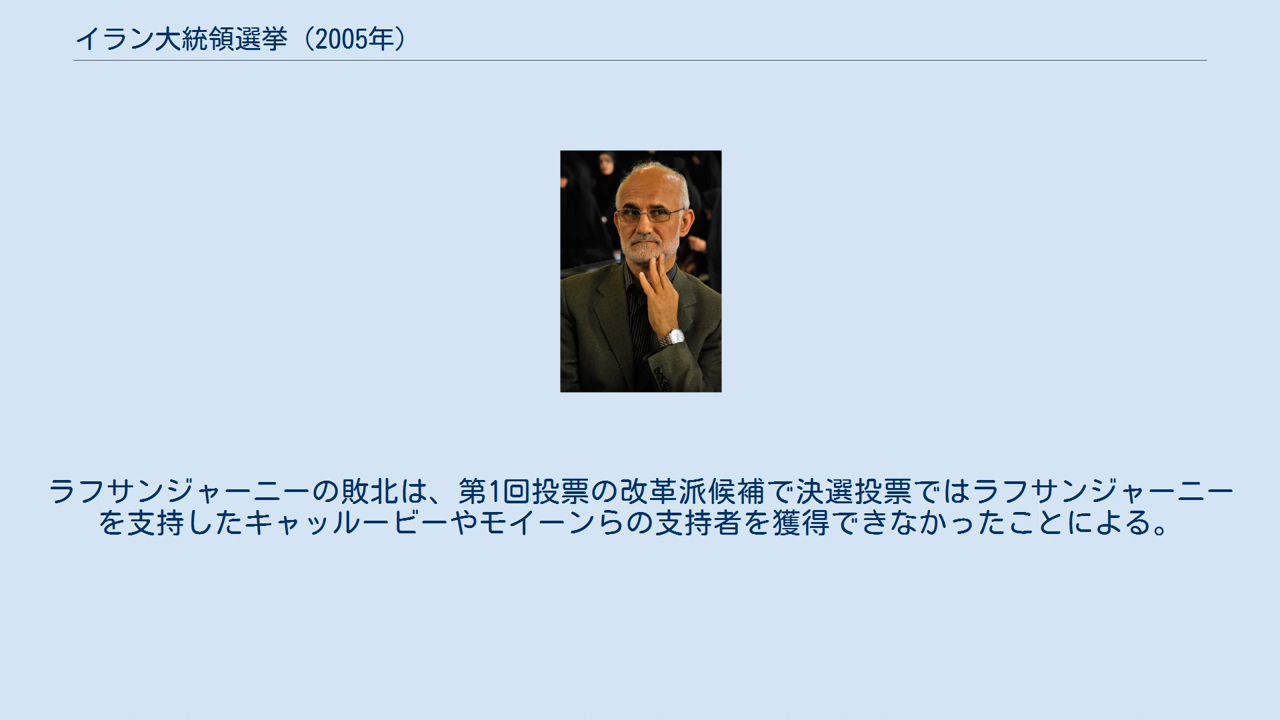 イラン大統領選挙（2005年）
ラフサンジャーニーの敗北は、第1回投票の改革派候補で決選投票ではラフサンジャーニー
を支持したキャッルービーやモイーンらの支持者を獲得できなかったことによる。